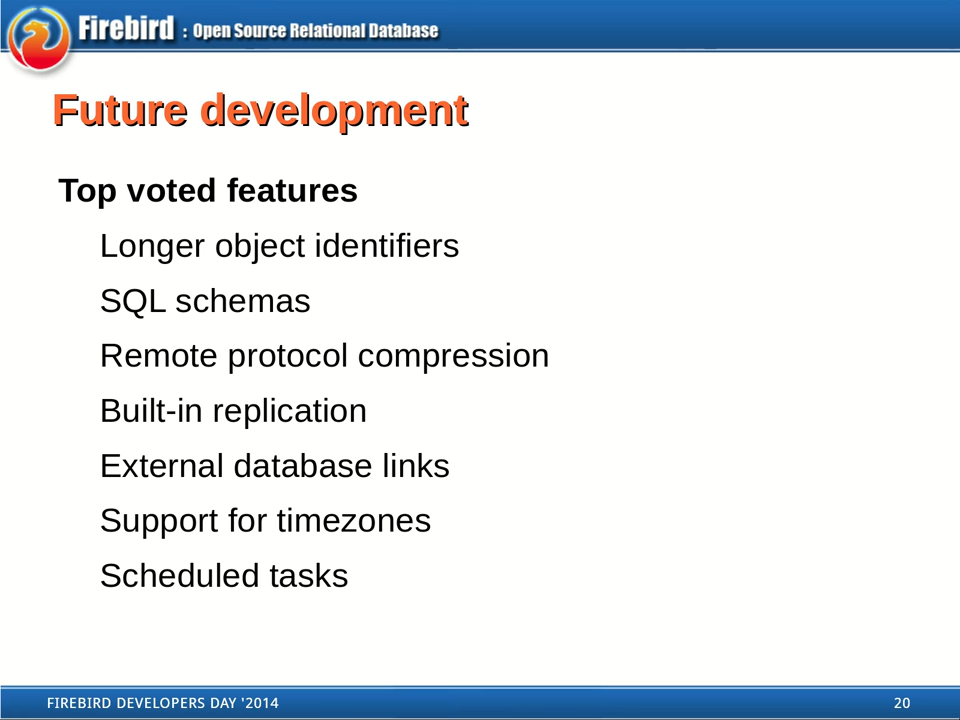 Firebird : Open Source Relational Database
Future development
Top voted features
Longer object identifiers
SQL schemas
Remote protocol compression
Built-in replication
External database links
Support for timezones
Scheduled tasks
FIREBIRD DEVELOPERS DAY '2014 20